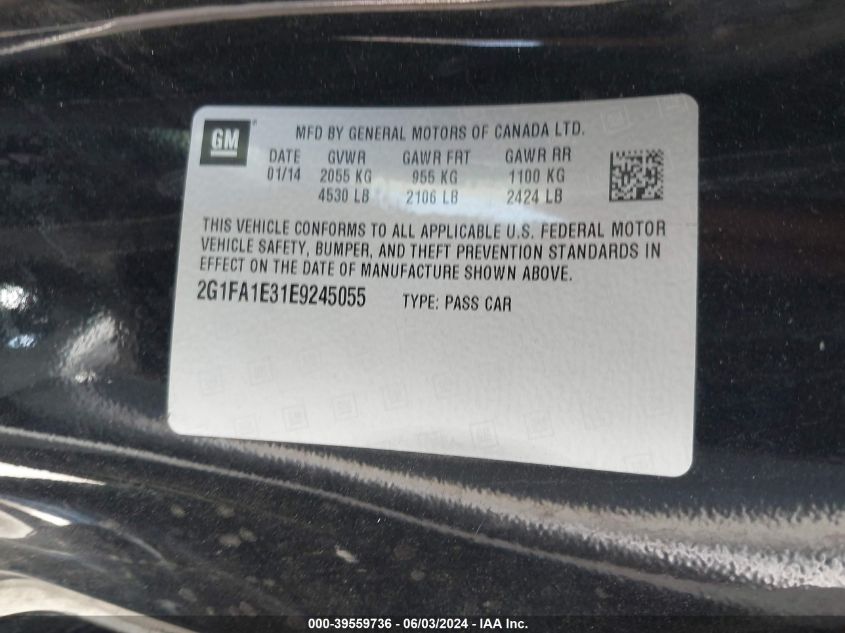 GM
MFD BY GENERAL MOTORS OF CANADA LTD.
DATE GVWR GAWR FRT GAWR RR
01/14 2055 KG 955 KG 1100 KG
4530 LB 2106 LB 2424 LB
THIS VEHICLE CONFORMS TO ALL APPLICABLE U.S. FEDERAL MOTOR
VEHICLE SAFETY, BUMPER, AND THEFT PREVENTION STANDARDS IN
EFFECT ON THE DATE OF MANUFACTURE SHOWN ABOVE.
2G1FA1E31E9245055 TYPE: PASS CAR
000-39559736 - 06/03/2024 - IAA Inc.